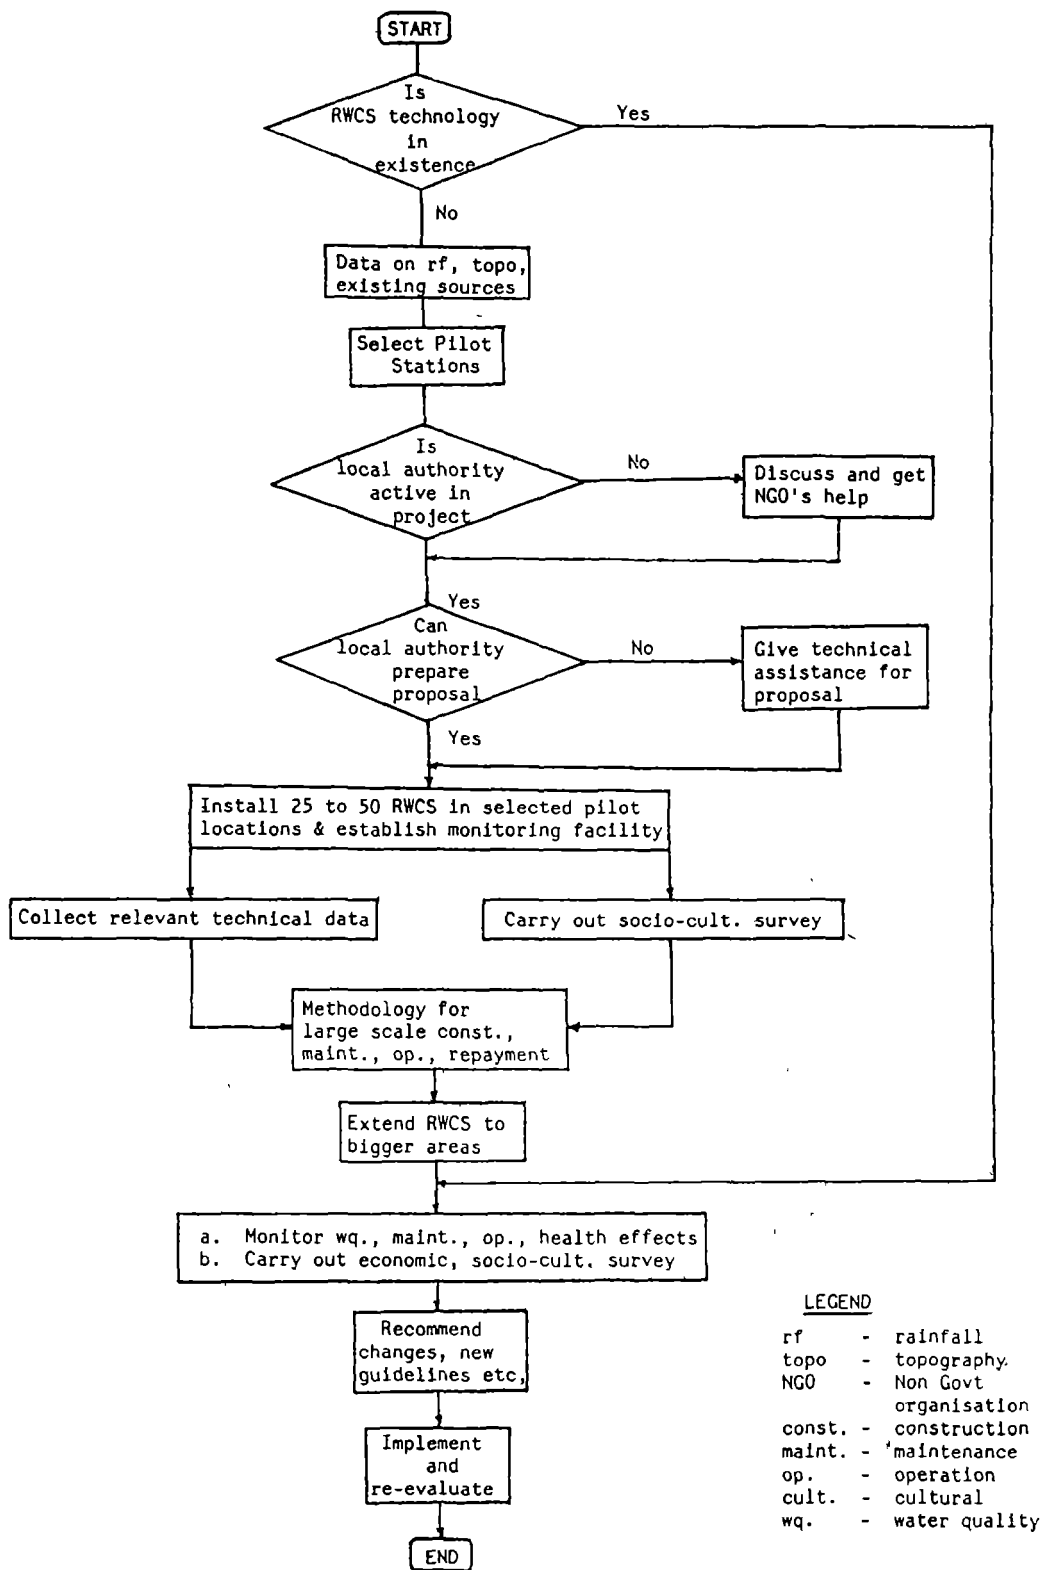 START
Is
RWCS technology
in
existence
Yes
No
Data on rf, topo,
existing sources
Select Pilot
Stations
Is
local authority
active in
project
No
Discuss and get
NGO's help
Yes
Can
local authority
prepare
proposal
No
Give technical
assistance for
proposal
Yes
Install 25 to 50 RWCS in selected pilot
locations & establish monitoring facility
Collect relevant technical data
Carry out socio-cult. survey
Methodology for
large scale const.,
maint., op., repayment
Extend RWCS to
bigger areas
a. Monitor wq., maint., op., health effects
b. Carry out economic, socio-cult. survey
Recommend
changes, new
guidelines etc,
Implement
and
re-evaluate
END
LEGEND
rf - rainfall
topo - topography.
NGO - Non Govt
organisation
const. - construction
maint. - maintenance
op. - operation
cult. - cultural
wq. - water quality